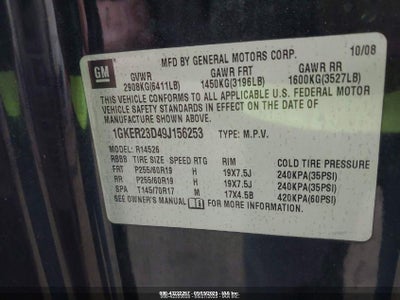 MFD BY GENERAL MOTORS CORP. 10/08
GM
GVWR GAWR FRT GAWR RR
2908KG(6411LB) 1450KG(3196LB) 1600KG(3527LB)
THIS VEHICLE CONFORMS TO ALL APPLICABLE U.S. FEDERAL MOTOR
VEHICLE SAFETY STANDARDS IN EFFECT ON THE DATE OF
MANUFACTURE SHOWN ABOVE.
1GKER23D49J156253 TYPE: M.P.V.
MODEL: R14526
TIRE SIZE SPEED RTG RIM COLD TIRE PRESSURE
FRT P255/60R19 H 19X7.5J 240KPA(35PSI)
RR P255/60R19 H 19X7.5J 240KPA(35PSI)
SPA T145/70R17 M 17X4.5B 420KPA(60PSI)
SEE OWNER'S MANUAL FOR MORE INFORMATION.